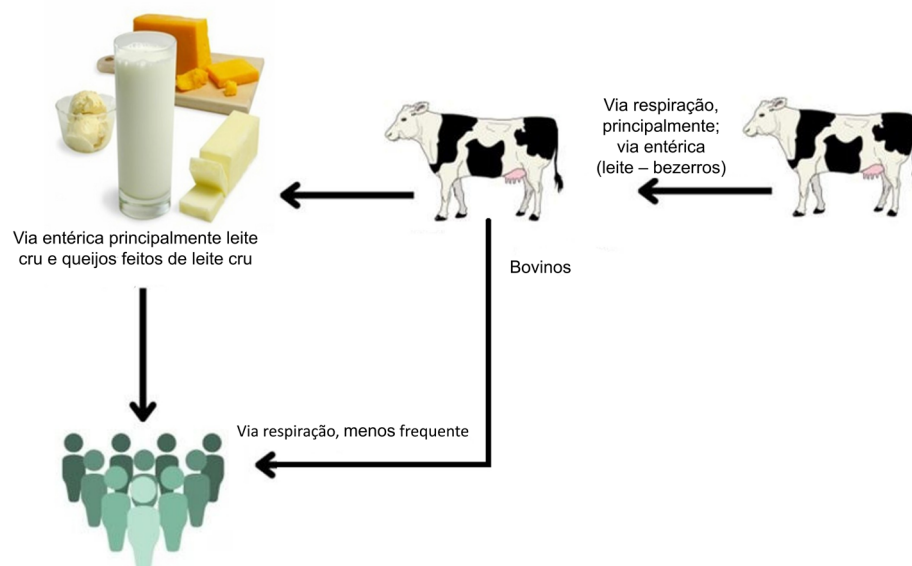 Via respiração,
principalmente;
via entérica
(leite – bezerros)
Via entérica principalmente leite
cru e queijos feitos de leite cru
Bovinos
Via respiração, menos frequente